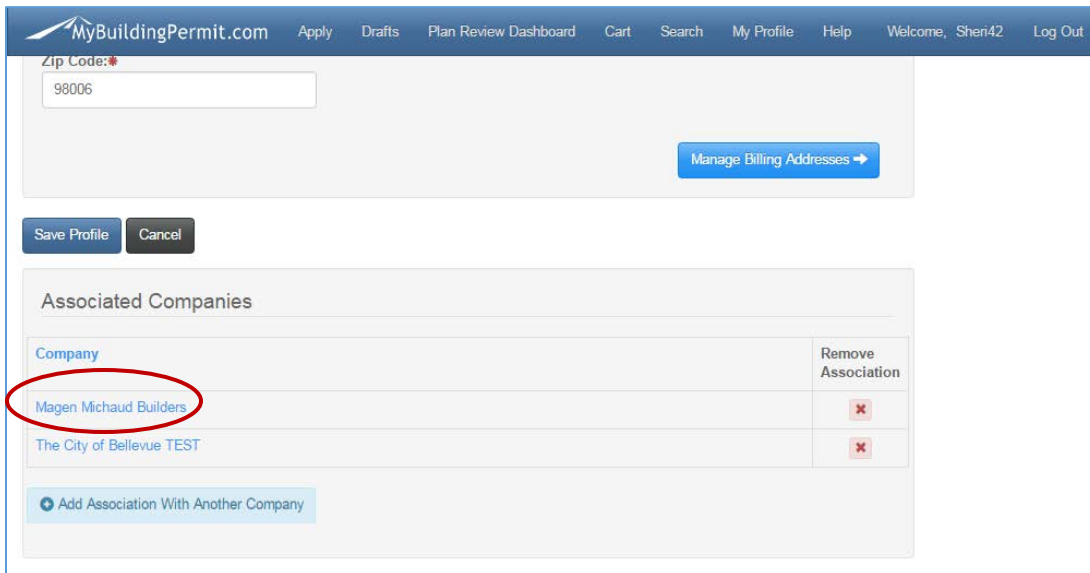 MyBuildingPermit.com Apply Drafts Plan Review Dashboard Cart Search My Profile Help Welcome, Sheri42 Log Out
Zip Code:*
98006
Manage Billing Addresses
Save Profile Cancel
Associated Companies
Company Remove Association
Magen Michaud Builders
The City of Bellevue TEST
Add Association With Another Company